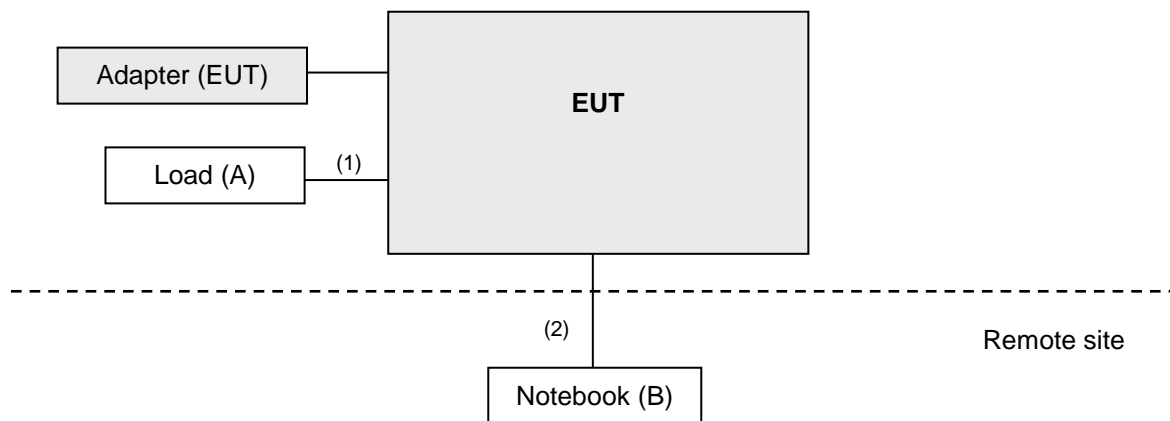 Adapter (EUT)
EUT
Load (A)
(1)
(2)
Remote site
Notebook (B)